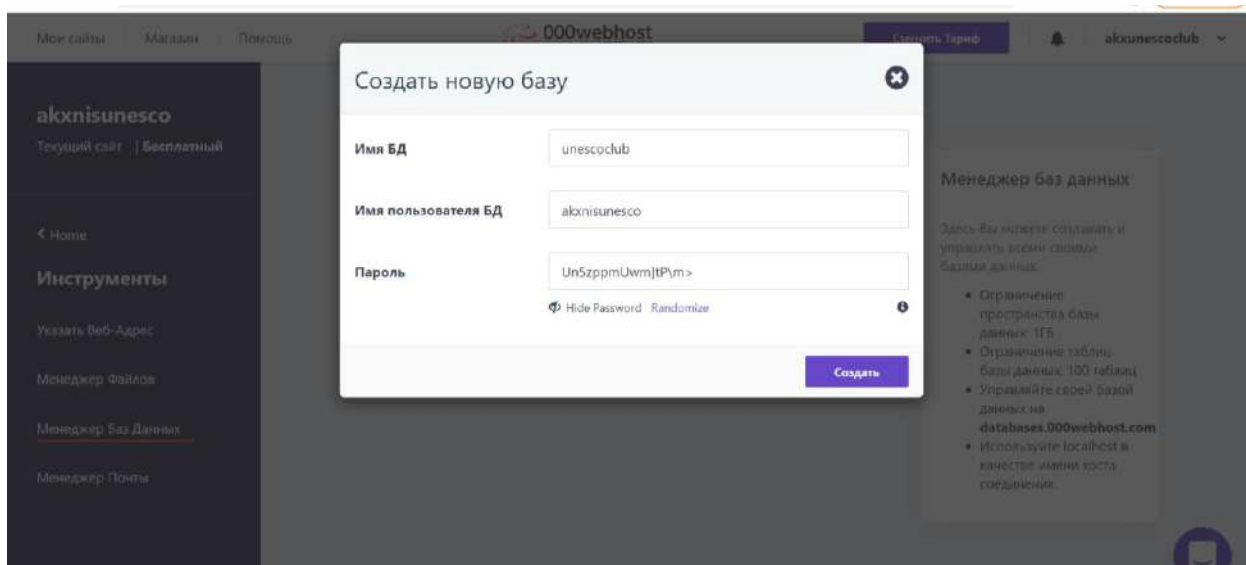 Мои сайты Магазин Помощь
000webhost
Сменить Тариф
akxunescoclub
akxnisunesco
Текущий сайт | Бесплатный
Home
Инструменты
Указать Веб-Адрес
Менеджер Файлов
Менеджер Баз Данных
Менеджер Почты
Создать новую базу
Имя БД
unescoclub
Имя пользователя БД
akxnisunesco
Пароль
Un5zppmUwm]tP\m>
Hide Password Randomize
Создать
Менеджер баз данных
Здесь Вы можете создавать и
управлять всеми своими
базами данных.
• Ограничение
пространства базы
данных: 1ГБ
• Ограничение таблиц
базы данных: 100 таблиц
• Управляйте своей базой
данных на
databases.000webhost.com
• Используйте localhost в
качестве имени хоста
соединения.